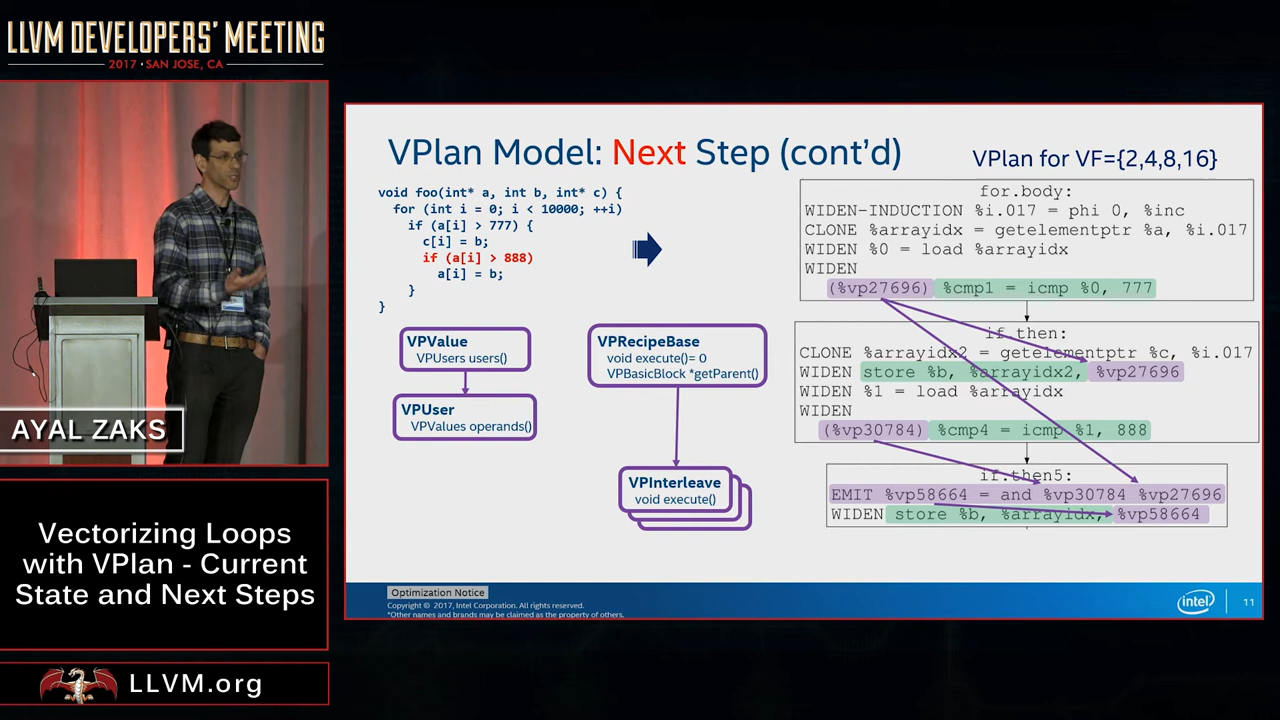 LLVM DEVELOPERS' MEETING
2017 · SAN JOSE, CA
AYAL ZAKS
Vectorizing Loops
with VPlan - Current
State and Next Steps
LLVM.org
VPlan Model: Next Step (cont'd)
VPlan for VF={2,4,8,16}
void foo(int* a, int b, int* c) {
for (int i = 0; i < 10000; ++i)
if (a[i] > 777) {
c[i] = b;
if (a[i] > 888)
a[i] = b;
}
}
VPValue
VPUsers users()
VPUser
VPValues operands()
VPRecipeBase
void execute()= 0
VPBasicBlock *getParent()
VPInterleave
void execute()
for.body:
WIDEN-INDUCTION %i.017 = phi 0, %inc
CLONE %arrayidx = getelementptr %a, %i.017
WIDEN %0 = load %arrayidx
WIDEN
(%vp27696) %cmp1 = icmp %0, 777
if.then:
CLONE %arrayidx2 = getelementptr %c, %i.017
WIDEN store %b, %arrayidx2, %vp27696
WIDEN %1 = load %arrayidx
WIDEN
(%vp30784) %cmp4 = icmp %1, 888
if.then5:
EMIT %vp58664 = and %vp30784 %vp27696
WIDEN store %b, %arrayidx, %vp58664
Optimization Notice
Copyright © 2017, Intel Corporation. All rights reserved.
*Other names and brands may be claimed as the property of others.
intel
11